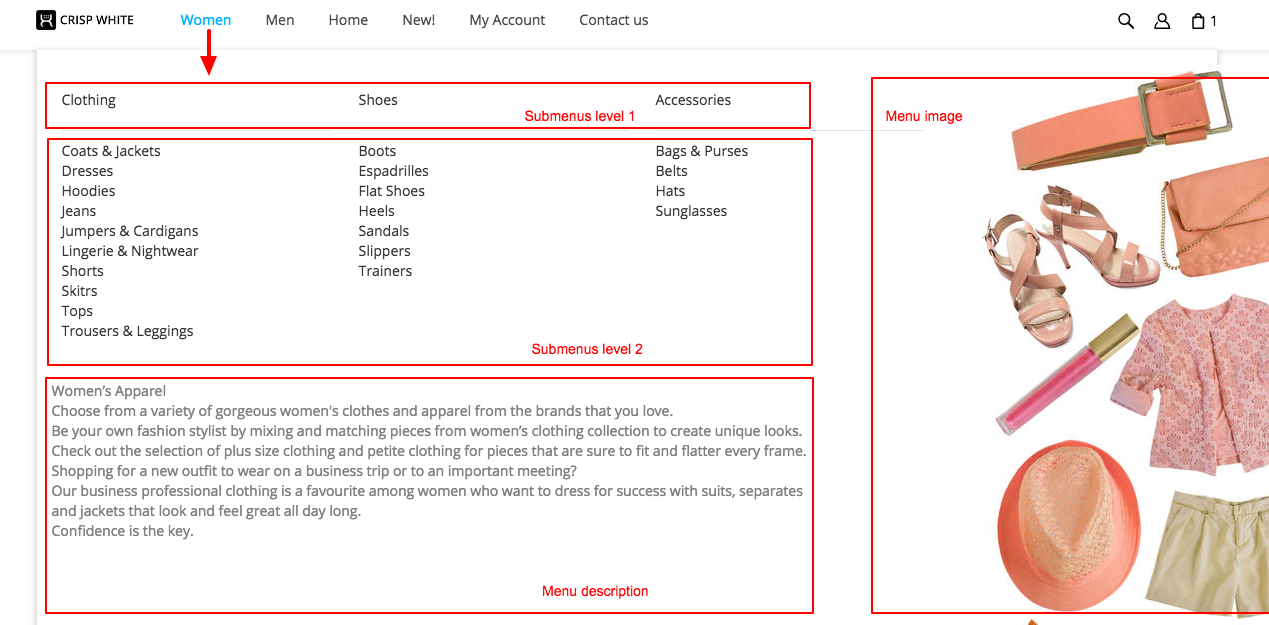 CRISP WHITE Women Men Home New! My Account Contact us 1
Clothing Shoes Accessories
Submenus level 1
Menu image
Coats & Jackets Boots Bags & Purses
Dresses Espadrilles Belts
Hoodies Flat Shoes Hats
Jeans Heels Sunglasses
Jumpers & Cardigans Sandals
Lingerie & Nightwear Slippers
Shorts Trainers
Skitrs
Tops
Trousers & Leggings
Submenus level 2
Women’s Apparel
Choose from a variety of gorgeous women's clothes and apparel from the brands that you love.
Be your own fashion stylist by mixing and matching pieces from women’s clothing collection to create unique looks.
Check out the selection of plus size clothing and petite clothing for pieces that are sure to fit and flatter every frame.
Shopping for a new outfit to wear on a business trip or to an important meeting?
Our business professional clothing is a favourite among women who want to dress for success with suits, separates
and jackets that look and feel great all day long.
Confidence is the key.
Menu description